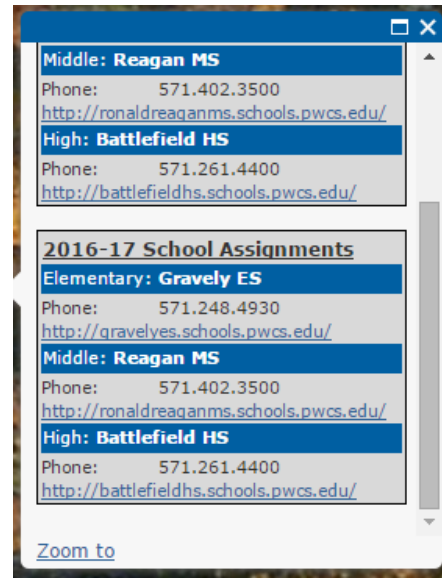 Middle: Reagan MS
Phone: 571.402.3500
http://ronaldreaganms.schools.pwcs.edu/
High: Battlefield HS
Phone: 571.261.4400
http://battlefieldhs.schools.pwcs.edu/
2016-17 School Assignments
Elementary: Gravely ES
Phone: 571.248.4930
http://gravelyes.schools.pwcs.edu/
Middle: Reagan MS
Phone: 571.402.3500
http://ronaldreaganms.schools.pwcs.edu/
High: Battlefield HS
Phone: 571.261.4400
http://battlefieldhs.schools.pwcs.edu/
Zoom to